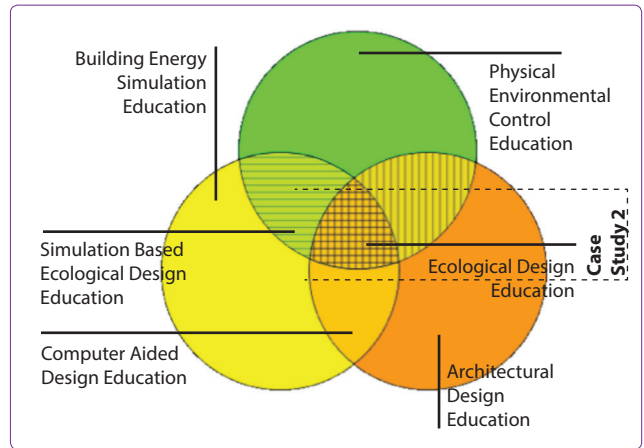 Building Energy
Simulation
Education
Physical
Environmental
Control
Education
Simulation Based
Ecological Design
Education
Ecological Design
Education
Case
Study 2
Computer Aided
Design Education
Architectural
Design
Education